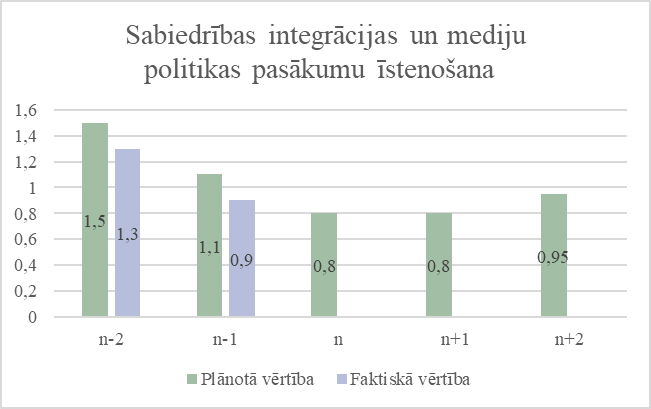 Sabiedrības integrācijas un mediju
politikas pasākumu īstenošana
1,6
1,4
1,2
1
0,8
0,6
0,4
0,2
0
1,5
1,3
1,1
0,9
0,8
0,8
0,95
n-2
n-1
n
n+1
n+2
Plānotā vērtība
Faktiskā vērtība